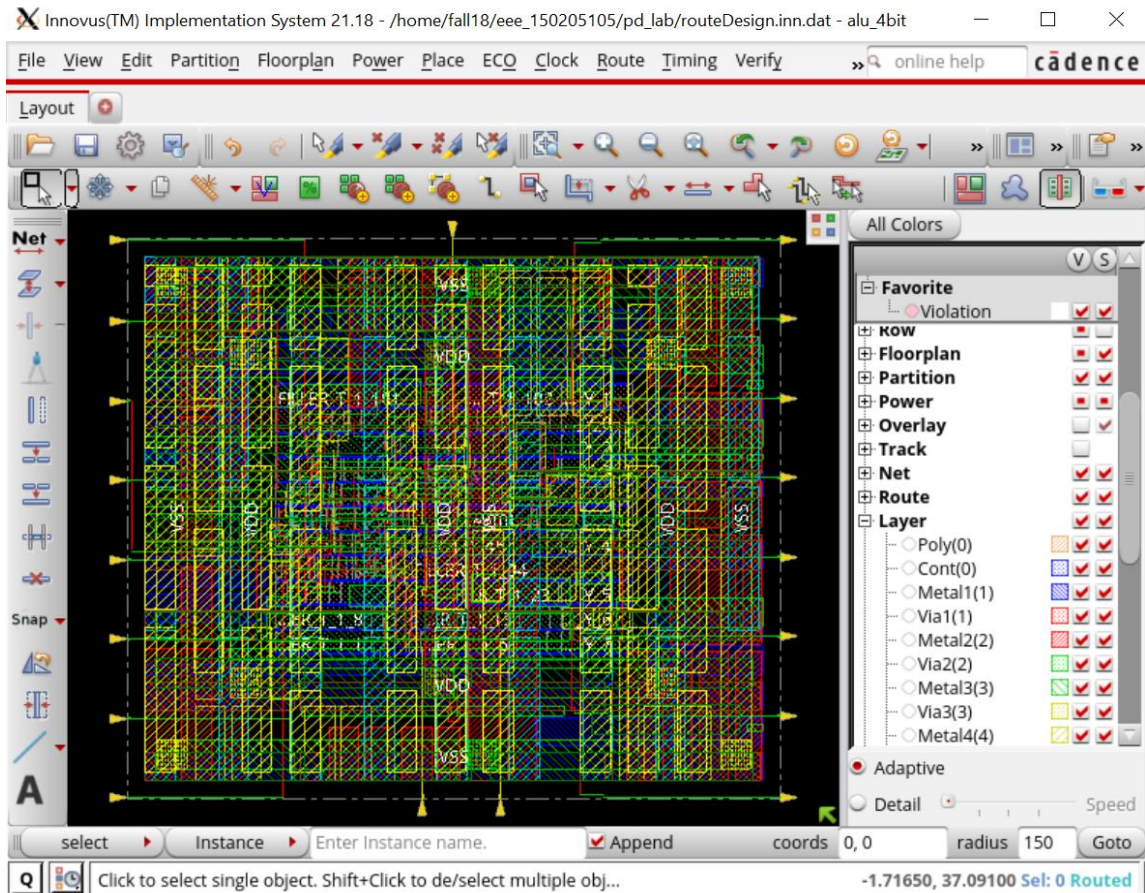 Innovus(TM) Implementation System 21.18 - /home/fall18/eee_150205105/pd_lab/routeDesign.inn.dat - alu_4bit
File View Edit Partition Floorplan Power Place ECO Clock Route Timing Verify » online help cādence
Layout
» » »
Net
All Colors
V S
Favorite
Violation
Row
Floorplan
Partition
Power
Overlay
Track
Net
Route
Layer
Poly(0)
Cont(0)
Metal1(1)
Via1(1)
Metal2(2)
Via2(2)
Metal3(3)
Via3(3)
Metal4(4)
VSS
VDD
VSS VDD VDD VDD VSS
VDD
VSS
Snap
A
Adaptive
Detail Speed
select Instance Enter Instance name. Append coords 0, 0 radius 150 Goto
Q Click to select single object. Shift+Click to de/select multiple obj... -1.71650, 37.09100 Sel: 0 Routed